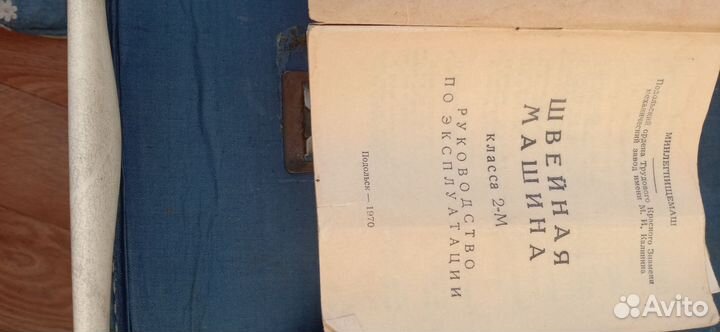 МИНЛЕГПИЩЕМАШ
Подольский ордена Трудового Красного Знамени
механический завод имени М. И. Калинина
ШВЕЙНАЯ
МАШИНА
класса 2-М
РУКОВОДСТВО
ПО ЭКСПЛУАТАЦИИ
Подольск — 1970
Avito